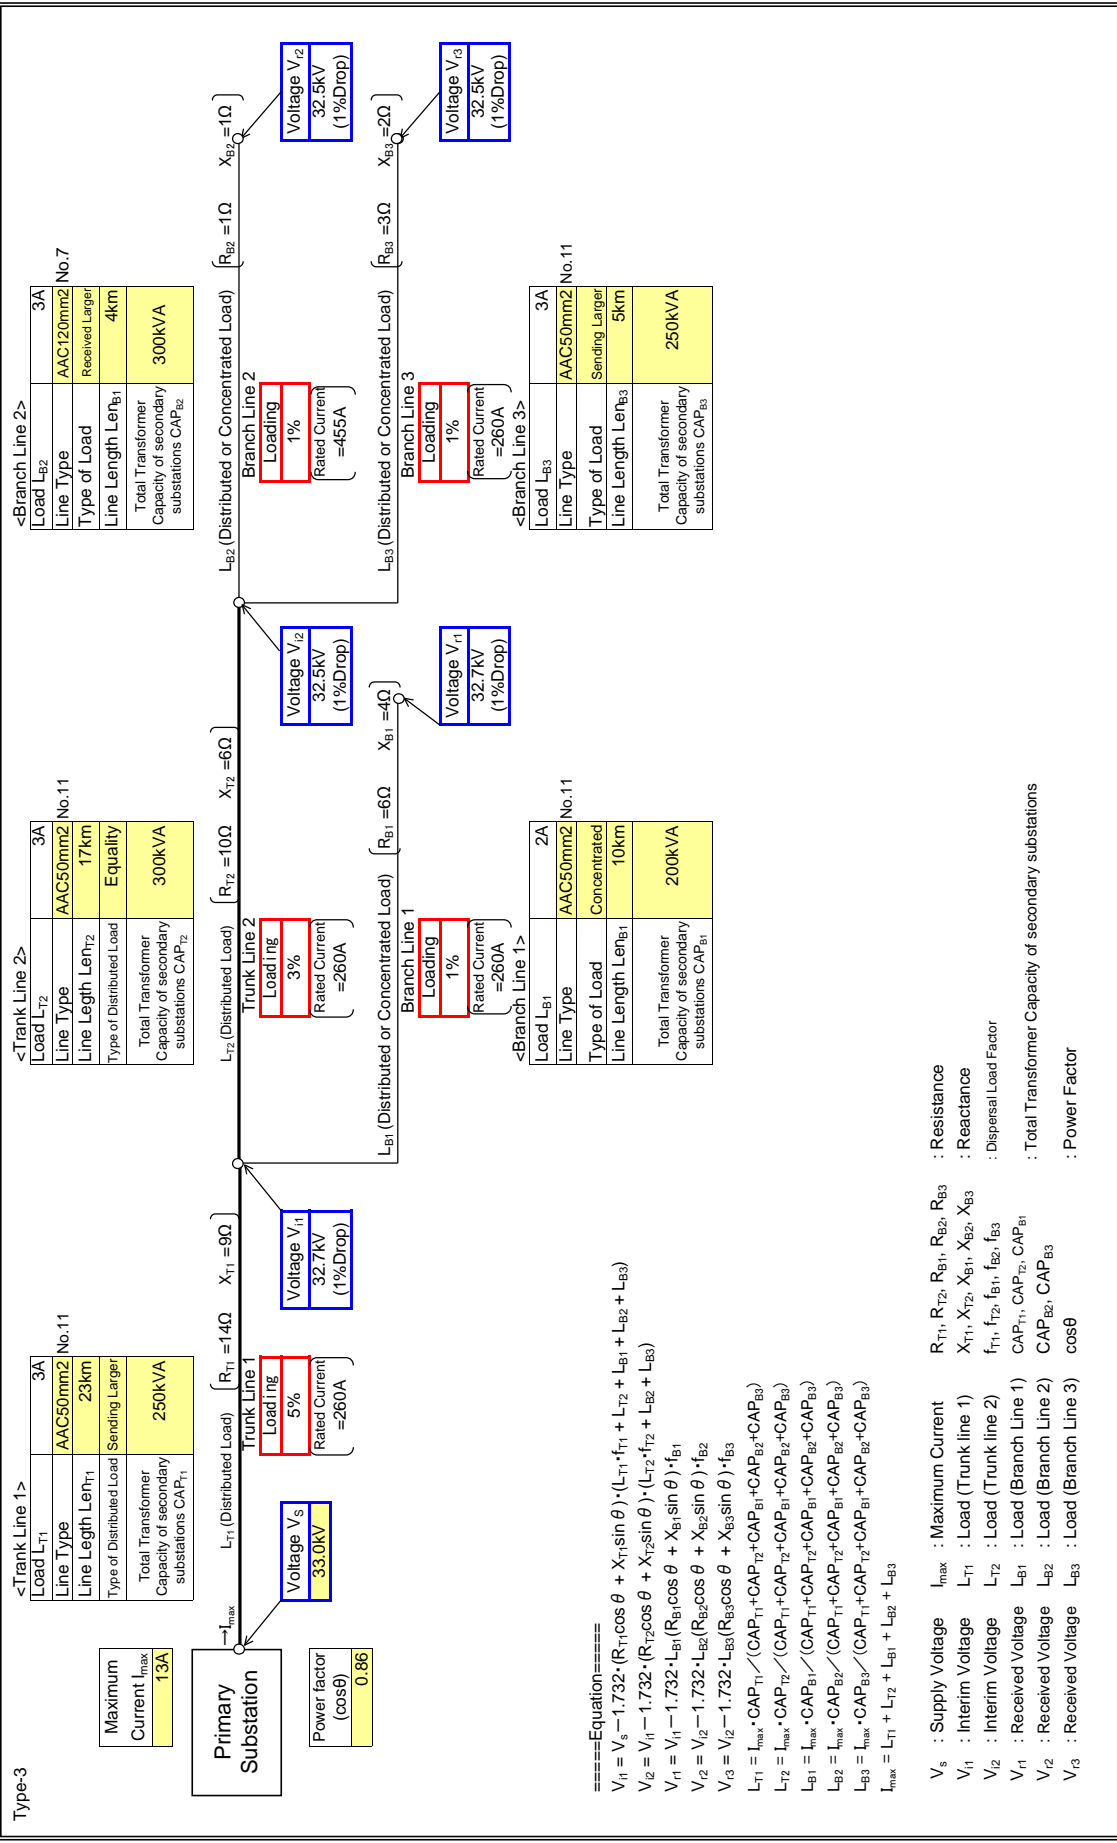 Type-3
Maximum
Current Imax
13A
Primary
Substation
Power factor
(cosθ)
0.86
→Imax
<Trank Line 1>
Load LT1 3A
Line Type AAC50mm2 No.11
Line Legth LenT1 23km
Type of Distributed Load Sending Larger
Total Transformer
Capacity of secondary
substations CAPT1
250kVA
LT1 (Distributed Load)
RT1 =14Ω XT1 =9Ω
Trunk Line 1
Loading
5%
Rated Current
=260A
Voltage VS
33.0kV
Voltage Vi1
32.7kV
(1%Drop)
<Trank Line 2>
Load LT2 3A
Line Type AAC50mm2 No.11
Line Legth LenT2 17km
Type of Distributed Load Equality
Total Transformer
Capacity of secondary
substations CAPT2
300kVA
LT2 (Distributed Load)
RT2 =10Ω XT2 =6Ω
Trunk Line 2
Loading
3%
Rated Current
=260A
Voltage Vi2
32.5kV
(1%Drop)
LB1 (Distributed or Concentrated Load)
RB1 =6Ω XB1 =4Ω
Branch Line 1
Loading
1%
Rated Current
=260A
Voltage Vr1
32.7kV
(1%Drop)
<Branch Line 1>
Load LB1 2A
Line Type AAC50mm2 No.11
Type of Load Concentrated
Line Length LenB1 10km
Total Transformer
Capacity of secondary
substations CAPB1
200kVA
<Branch Line 2>
Load LB2 3A
Line Type AAC120mm2 No.7
Type of Load Received Larger
Line Length LenB1 4km
Total Transformer
Capacity of secondary
substations CAPB2
300kVA
LB2 (Distributed or Concentrated Load)
RB2 =1Ω XB2 =1Ω
Branch Line 2
Loading
1%
Rated Current
=455A
Voltage Vr2
32.5kV
(1%Drop)
LB3 (Distributed or Concentrated Load)
RB3 =3Ω XB3 =2Ω
Branch Line 3
Loading
1%
Rated Current
=260A
Voltage Vr3
32.5kV
(1%Drop)
<Branch Line 3>
Load LB3 3A
Line Type AAC50mm2 No.11
Type of Load Sending Larger
Line Length LenB3 5km
Total Transformer
Capacity of secondary
substations CAPB3
250kVA
=====Equation=====
Vi1 = Vs－1.732・(RT1cosθ + XT1sinθ)・(LT1・fT1 + LT2 + LB1 + LB2 + LB3)
Vi2 = Vi1－1.732・(RT2cosθ + XT2sinθ)・(LT2・fT2 + LB2 + LB3)
Vr1 = Vi1－1.732・LB1(RB1cosθ + XB1sinθ)・fB1
Vr2 = Vi2－1.732・LB2(RB2cosθ + XB2sinθ)・fB2
Vr3 = Vi2－1.732・LB3(RB3cosθ + XB3sinθ)・fB3
LT1 = Imax・CAPT1／(CAPT1+CAPT2+CAPB1+CAPB2+CAPB3)
LT2 = Imax・CAPT2／(CAPT1+CAPT2+CAPB1+CAPB2+CAPB3)
LB1 = Imax・CAPB1／(CAPT1+CAPT2+CAPB1+CAPB2+CAPB3)
LB2 = Imax・CAPB2／(CAPT1+CAPT2+CAPB1+CAPB2+CAPB3)
LB3 = Imax・CAPB3／(CAPT1+CAPT2+CAPB1+CAPB2+CAPB3)
Imax = LT1 + LT2 + LB1 + LB2 + LB3
Vs : Supply Voltage Imax : Maximum Current RT1, RT2, RB1, RB2, RB3 : Resistance
Vi1 : Interim Voltage LT1 : Load (Trunk line 1) XT1, XT2, XB1, XB2, XB3 : Reactance
Vi2 : Interim Voltage LT2 : Load (Trunk line 2) fT1, fT2, fB1, fB2, fB3 : Dispersal Load Factor
Vr1 : Received Voltage LB1 : Load (Branch Line 1) CAPT1, CAPT2, CAPB1 : Total Transformer Capacity of secondary substations
Vr2 : Received Voltage LB2 : Load (Branch Line 2) CAPB2, CAPB3
Vr3 : Received Voltage LB3 : Load (Branch Line 3) cosθ : Power Factor